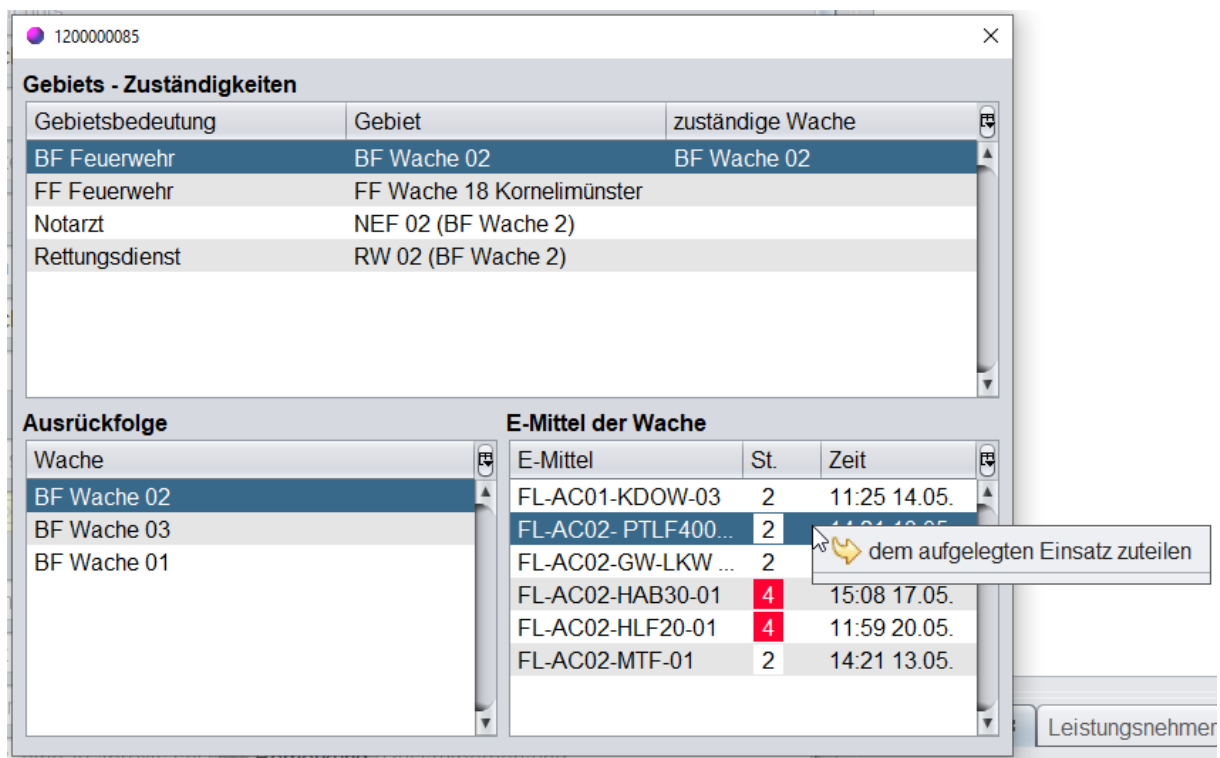 1200000085
Gebiets - Zuständigkeiten
Gebietsbedeutung Gebiet zuständige Wache
BF Feuerwehr BF Wache 02 BF Wache 02
FF Feuerwehr FF Wache 18 Kornelimünster
Notarzt NEF 02 (BF Wache 2)
Rettungsdienst RW 02 (BF Wache 2)
Ausrückfolge
Wache
BF Wache 02
BF Wache 03
BF Wache 01
E-Mittel der Wache
E-Mittel St. Zeit
FL-AC01-KDOW-03 2 11:25 14.05.
FL-AC02- PTLF400... 2
dem aufgelegten Einsatz zuteilen
FL-AC02-GW-LKW ... 2
FL-AC02-HAB30-01 4 15:08 17.05.
FL-AC02-HLF20-01 4 11:59 20.05.
FL-AC02-MTF-01 2 14:21 13.05.
Leistungsnehmer